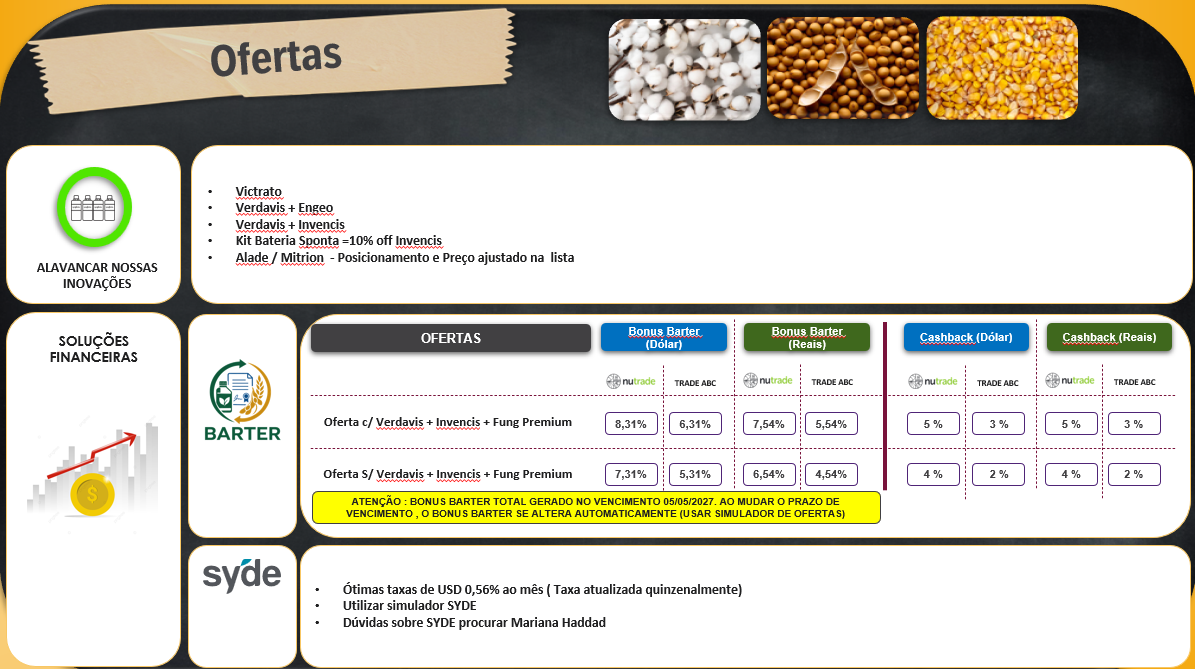 Ofertas
ALAVANCAR NOSSAS
INOVAÇÕES
• Victrato
• Verdavis + Engeo
• Verdavis + Invencis
• Kit Bateria Sponta =10% off Invencis
• Alade / Mitrion - Posicionamento e Preço ajustado na lista
SOLUÇÕES
FINANCEIRAS
$
BARTER
OFERTAS
Bonus Barter
(Dólar)
Bonus Barter
(Reais)
Cashback (Dólar)
Cashback (Reais)
nutrade TRADE ABC nutrade TRADE ABC nutrade TRADE ABC nutrade TRADE ABC
Oferta c/ Verdavis + Invencis + Fung Premium 8,31% 6,31% 7,54% 5,54% 5 % 3 % 5 % 3 %
Oferta S/ Verdavis + Invencis + Fung Premium 7,31% 5,31% 6,54% 4,54% 4 % 2 % 4 % 2 %
ATENÇÃO : BONUS BARTER TOTAL GERADO NO VENCIMENTO 05/05/2027. AO MUDAR O PRAZO DE
VENCIMENTO , O BONUS BARTER SE ALTERA AUTOMATICAMENTE (USAR SIMULADOR DE OFERTAS)
syde
• Ótimas taxas de USD 0,56% ao mês ( Taxa atualizada quinzenalmente)
• Utilizar simulador SYDE
• Dúvidas sobre SYDE procurar Mariana Haddad